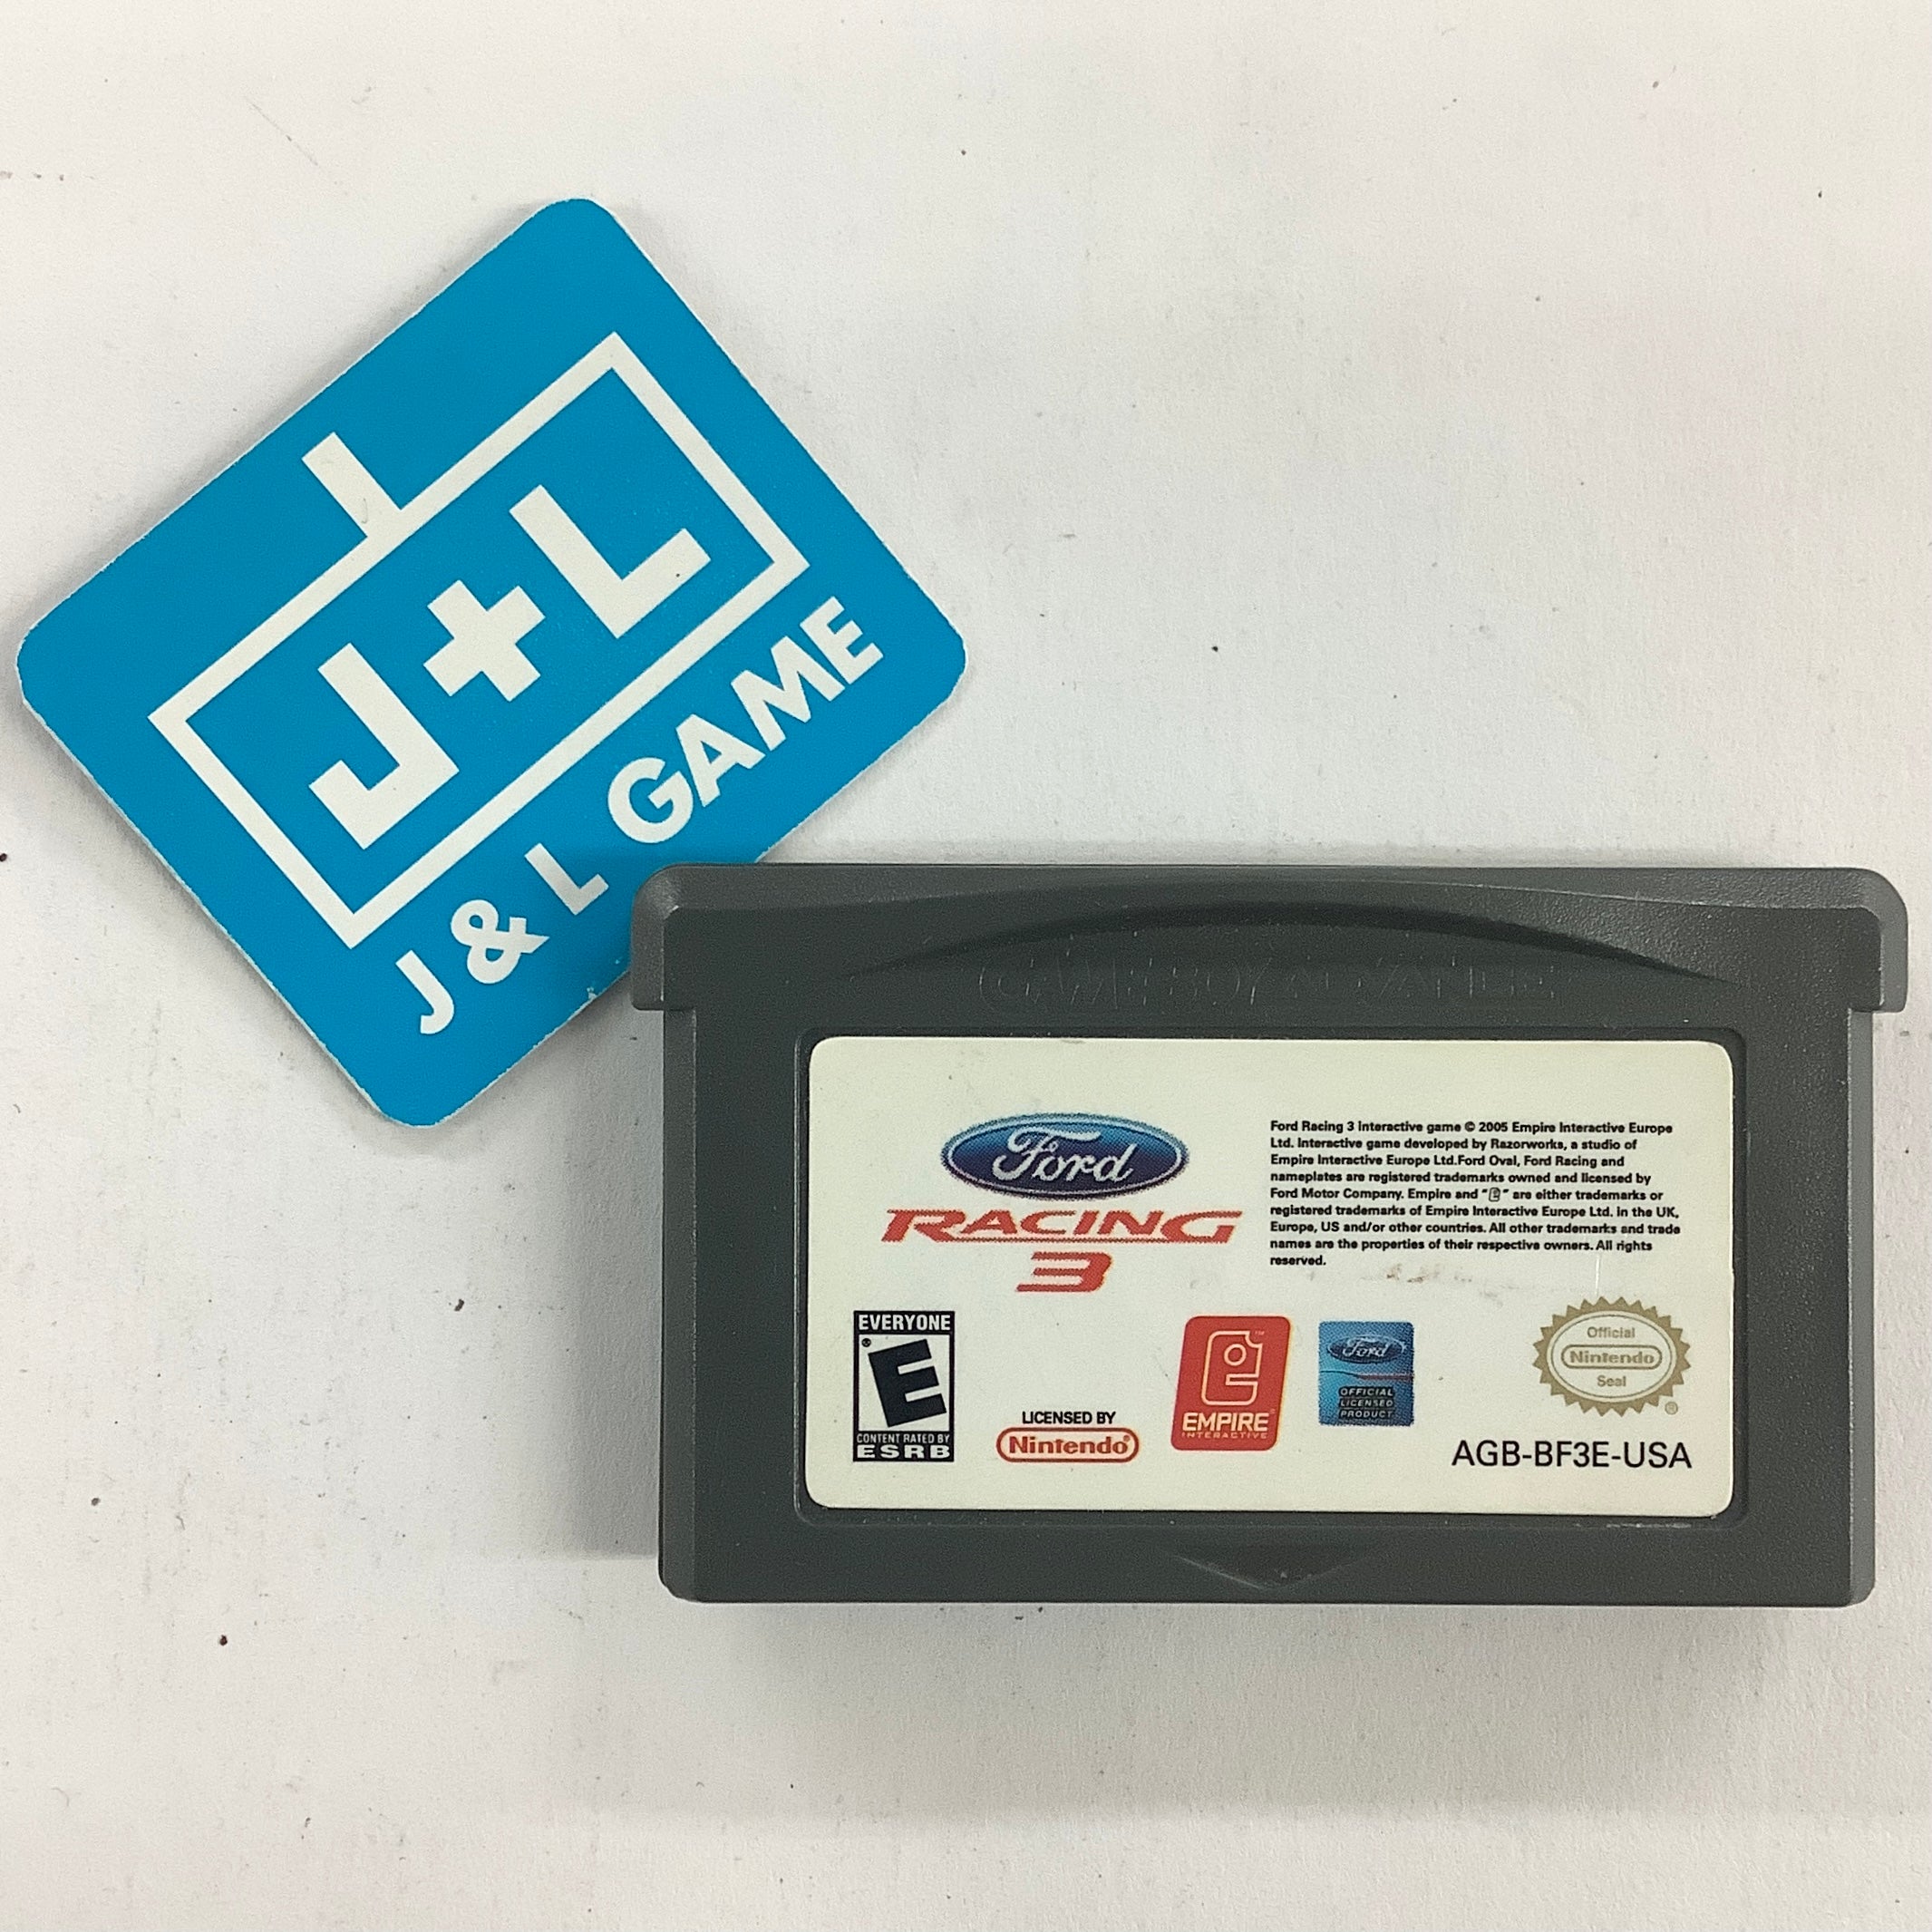 J+L
J & L GAME
GAME BOY ADVANCE
Ford
RACING
3
Ford Racing 3 Interactive game © 2005 Empire Interactive Europe
Ltd. Interactive game developed by Razorworks, a studio of
Empire Interactive Europe Ltd.Ford Oval, Ford Racing and
nameplates are registered trademarks owned and licensed by
Ford Motor Company. Empire and "e" are either trademarks or
registered trademarks of Empire Interactive Europe Ltd. in the UK,
Europe, US and/or other countries. All other trademarks and trade
names are the properties of their respective owners. All rights
reserved.
EVERYONE
E
CONTENT RATED BY
ESRB
LICENSED BY
Nintendo®
e™
EMPIRE
INTERACTIVE
Ford
OFFICIAL
LICENSED
PRODUCT
Official
Nintendo
Seal
®
AGB-BF3E-USA